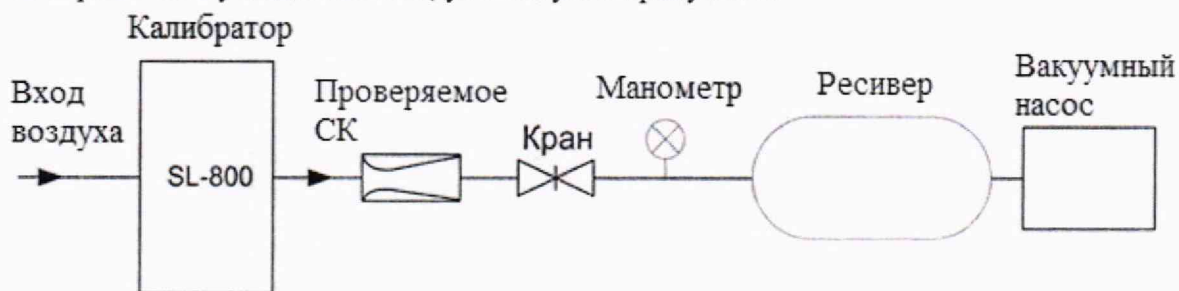 Калибратор
Вход
воздуха
SL-800
Проверяемое
СК
Кран
Манометр
Ресивер
Вакуумный
насос